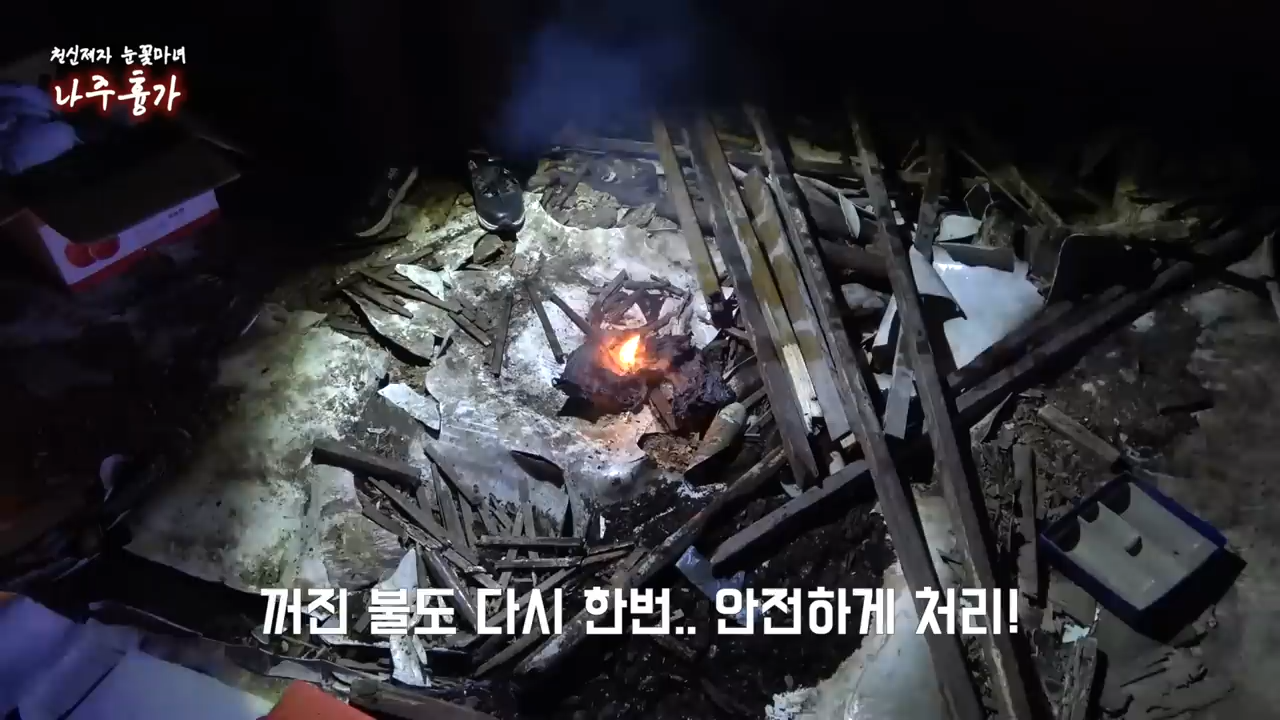 천신제자 눈꽃마녀
나주흉가
꺼진 불도 다시 한번.. 안전하게 처리!